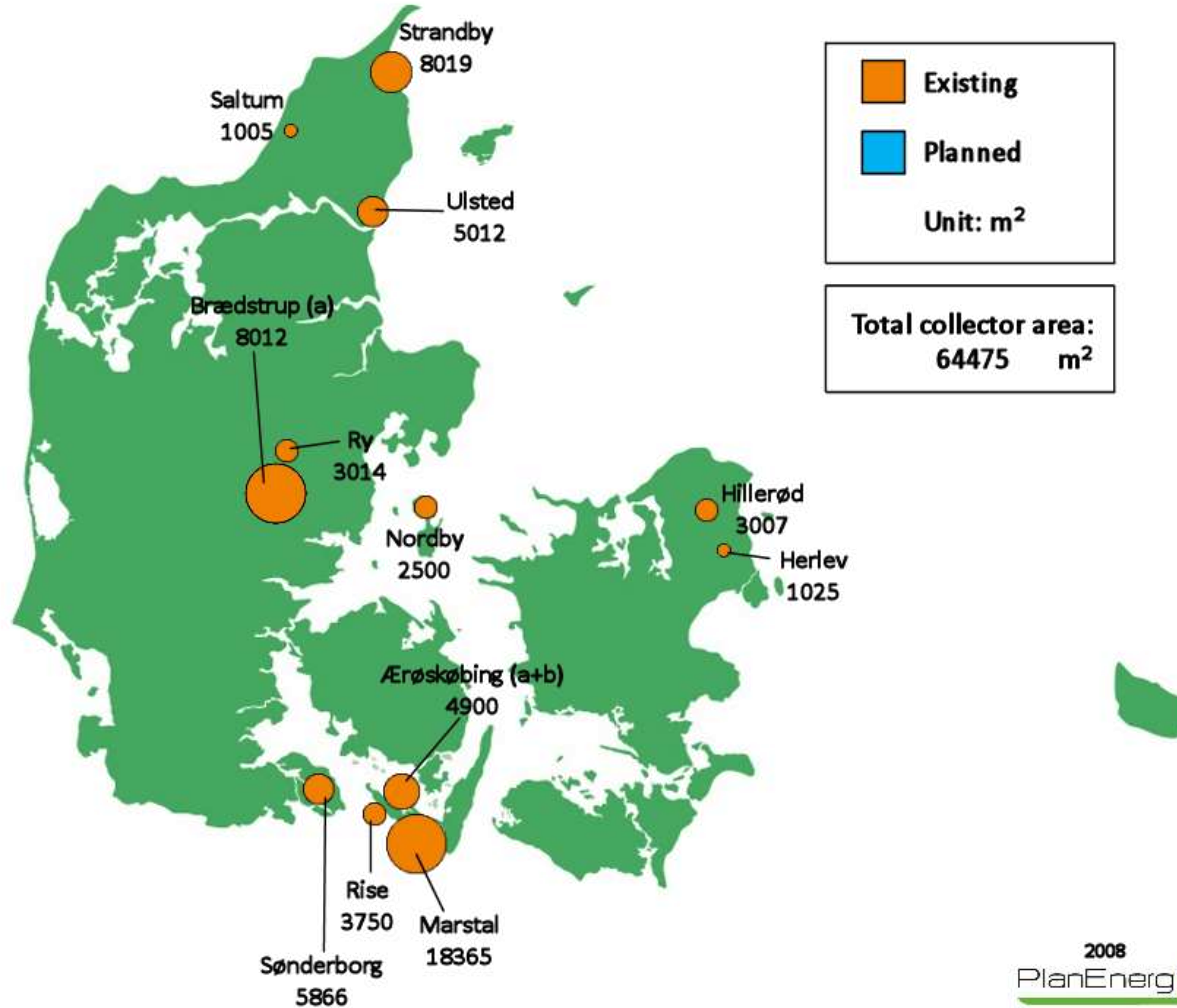 Strandby
8019
Saltum
1005
Ulsted
5012
Brædstrup (a)
8012
Ry
3014
Nordby
2500
Hillerød
3007
Herlev
1025
Ærøskøbing (a+b)
4900
Rise
3750
Marstal
18365
Sønderborg
5866
Existing
Planned
Unit: m²
Total collector area:
64475 m²
2008
PlanEnerg